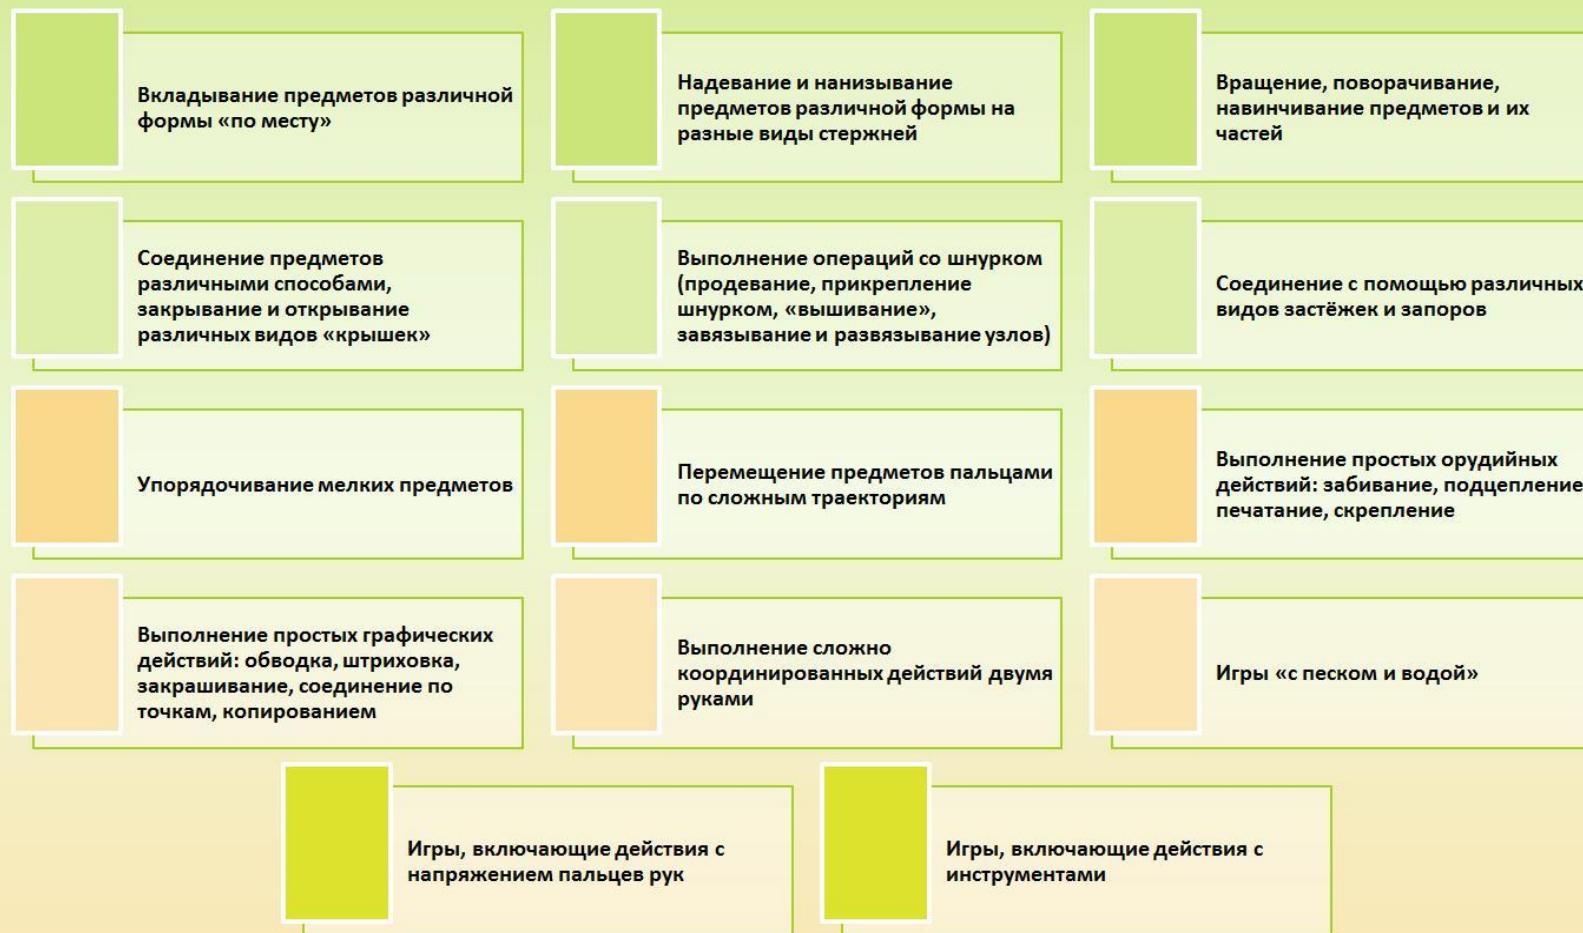 Вкладывание предметов различной
формы «по месту»
Надевание и нанизывание
предметов различной формы на
разные виды стержней
Вращение, поворачивание,
навинчивание предметов и их
частей
Соединение предметов
различными способами,
закрывание и открывание
различных видов «крышек»
Выполнение операций со шнурком
(продевание, прикрепление
шнурком, «вышивание»,
завязывание и развязывание узлов)
Соединение с помощью различных
видов застёжек и запоров
Упорядочивание мелких предметов
Перемещение предметов пальцами
по сложным траекториям
Выполнение простых орудийных
действий: забивание, подцепление
печатание, скрепление
Выполнение простых графических
действий: обводка, штриховка,
закрашивание, соединение по
точкам, копированием
Выполнение сложно
координированных действий двумя
руками
Игры «с песком и водой»
Игры, включающие действия с
напряжением пальцев рук
Игры, включающие действия с
инструментами